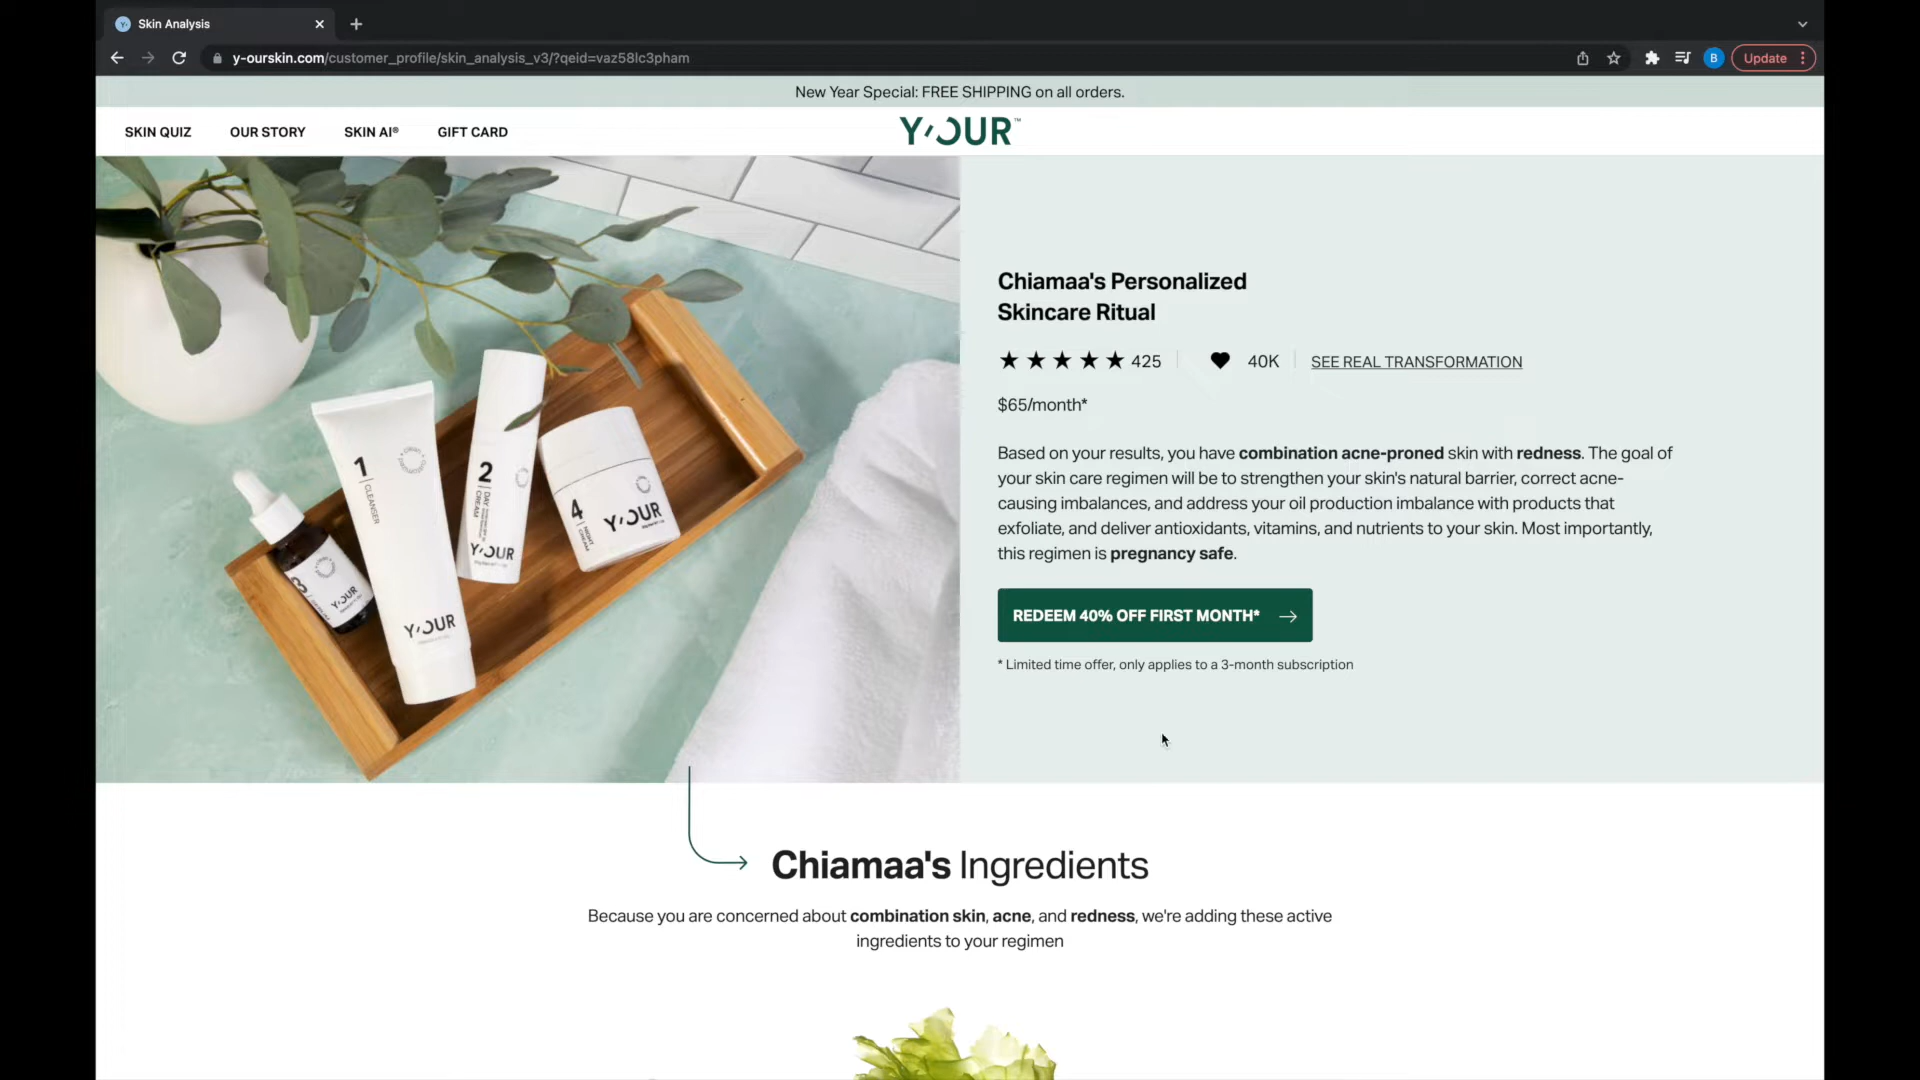 Skin Analysis
y-ourskin.com/customer_profile/skin_analysis_v3/?qeid=vaz58lc3pham
B
Update
New Year Special: FREE SHIPPING on all orders.
SKIN QUIZ OUR STORY SKIN AI® GIFT CARD
Y'OUR™
Chiamaa's Personalized
Skincare Ritual
425 40K SEE REAL TRANSFORMATION
$65/month*
Based on your results, you have combination acne-proned skin with redness. The goal of
your skin care regimen will be to strengthen your skin's natural barrier, correct acne-
causing imbalances, and address your oil production imbalance with products that
exfoliate, and deliver antioxidants, vitamins, and nutrients to your skin. Most importantly,
this regimen is pregnancy safe.
REDEEM 40% OFF FIRST MONTH*
* Limited time offer, only applies to a 3-month subscription
1 CLEANSER
Y'OUR
2 DAY CREAM
Y'OUR
3
Y'OUR
4 NIGHT CREAM
Y'OUR
Chiamaa's Ingredients
Because you are concerned about combination skin, acne, and redness, we're adding these active
ingredients to your regimen